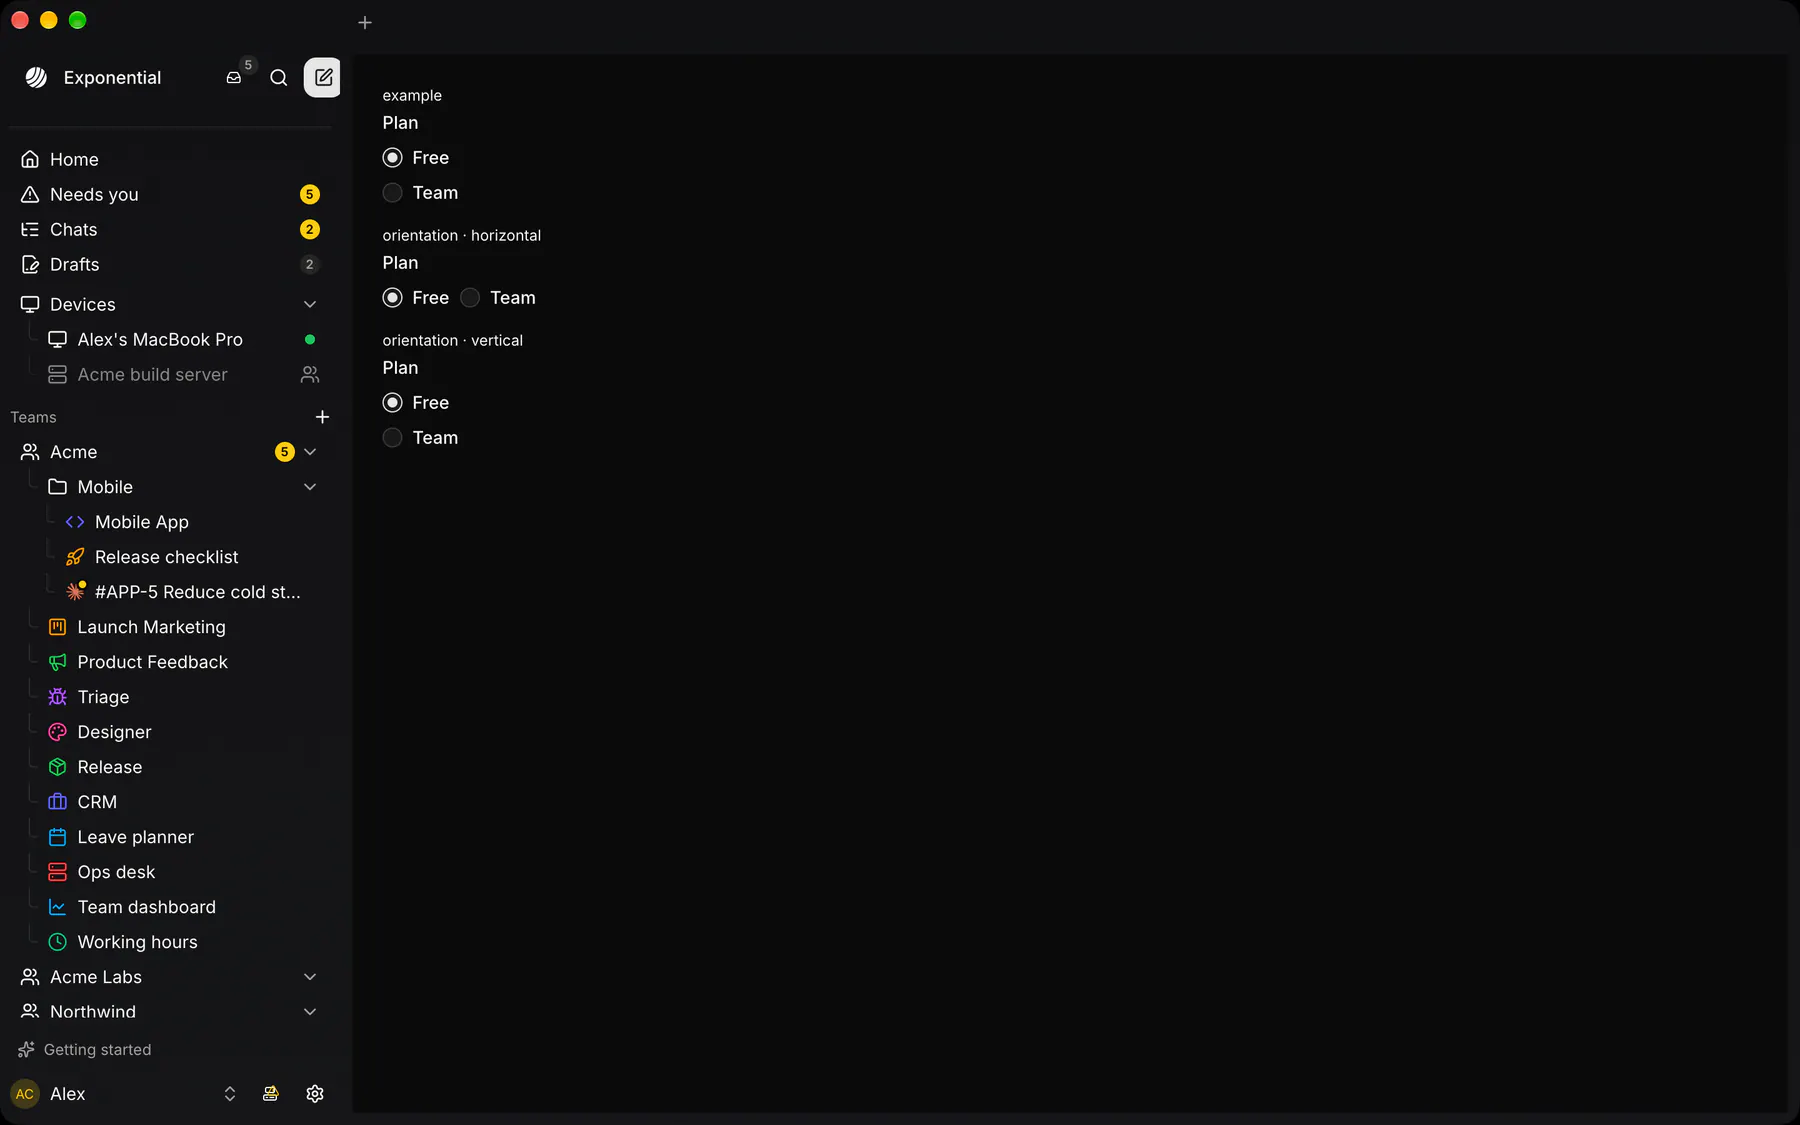 Exponential
5
Home
Needs you
5
Chats
2
Drafts
2
Devices
Alex's MacBook Pro
Acme build server
Teams
Acme
5
Mobile
Mobile App
Release checklist
#APP-5 Reduce cold st...
Launch Marketing
Product Feedback
Triage
Designer
Release
CRM
Leave planner
Ops desk
Team dashboard
Working hours
Acme Labs
Northwind
Getting started
AC
Alex
example
Plan
Free
Team
orientation · horizontal
Plan
Free Team
orientation · vertical
Plan
Free
Team